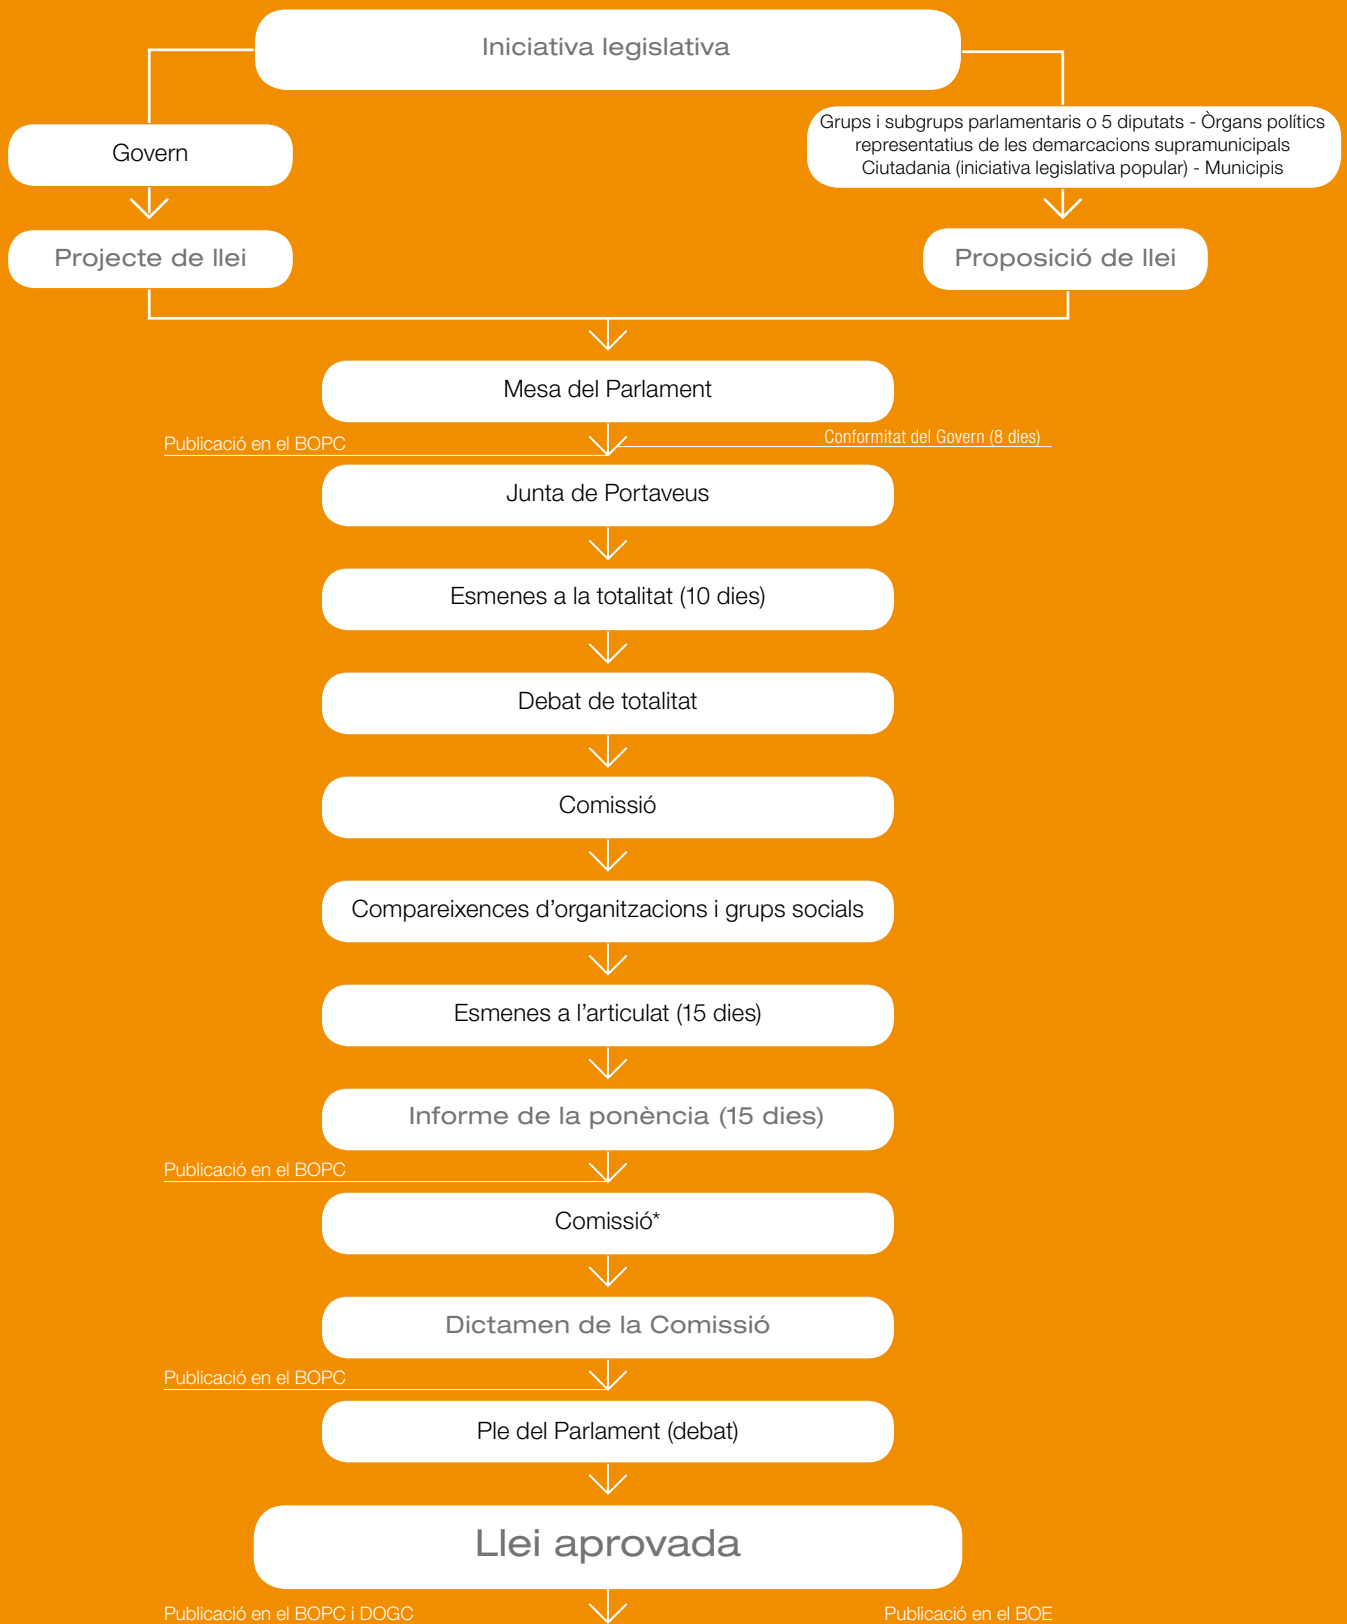 Iniciativa legislativa
Govern
Grups i subgrups parlamentaris o 5 diputats - Òrgans polítics
representatius de les demarcacions supramunicipals
Ciutadania (iniciativa legislativa popular) - Municipis
Projecte de llei
Proposició de llei
Mesa del Parlament
Publicació en el BOPC
Conformitat del Govern (8 dies)
Junta de Portaveus
Esmenes a la totalitat (10 dies)
Debat de totalitat
Comissió
Compareixences d’organitzacions i grups socials
Esmenes a l’articulat (15 dies)
Informe de la ponència (15 dies)
Publicació en el BOPC
Comissió*
Dictamen de la Comissió
Publicació en el BOPC
Ple del Parlament (debat)
Llei aprovada
Publicació en el BOPC i DOGC
Publicació en el BOE